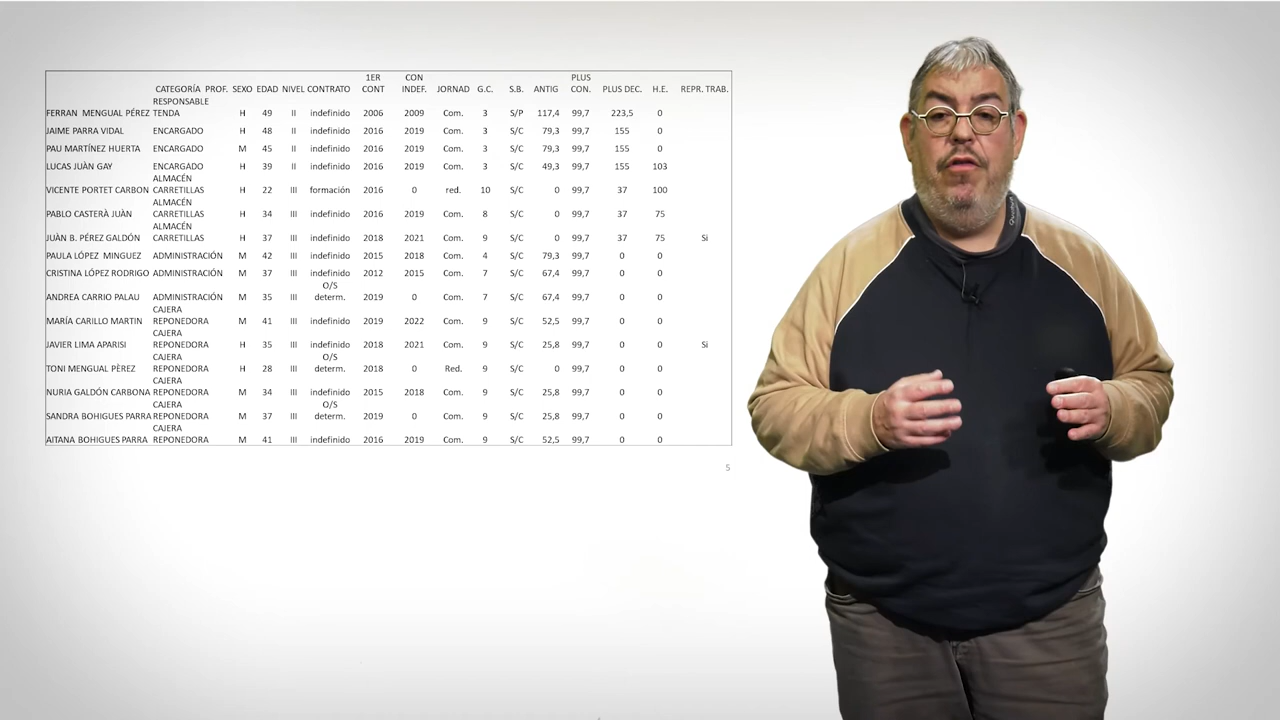 1ER CON PLUS
CATEGORÍA PROF. SEXO EDAD NIVEL CONTRATO CONT INDEF. JORNAD G.C. S.B. ANTIG CON. PLUS DEC. H.E. REPR. TRAB.
RESPONSABLE
FERRAN MENGUAL PÉREZ TENDA H II indefinido 2006 2009 Com. 3 S/P 117,4 99,7 223,5 0
JAIME PARRA VIDAL ENCARGADO H II indefinido 2016 2019 Com. 3 S/C 79,3 99,7 155 0
PAU MARTÍNEZ HUERTA ENCARGADO M II indefinido 2016 2019 Com. 3 S/C 79,3 99,7 155 0
LUCAS JUÀN GAY ENCARGADO H 35 II indefinido 2016 2019 Com. 3 S/C 49,3 99,7 155 103
ALMACÉN
VICENTE PORTET CARBON CARRETILLAS H 22 III formación 2016 0 red. 10 S/C 0 99,7 37 100
ALMACÉN
PABLO CASTERÀ JUÀN CARRETILLAS H 34 III indefinido 2016 2019 Com. 8 S/C 0 99,7 37 75
ALMACÉN
JUÀN B. PÉREZ GALDÓN CARRETILLAS H 37 III indefinido 2018 2021 Com. 9 S/C 0 99,7 37 75 Si
PAULA LÓPEZ MINGUEZ ADMINISTRACIÓN M III indefinido 2015 2018 Com. 4 S/C 79,3 99,7 0 0
CRISTINA LÓPEZ RODRIGO ADMINISTRACIÓN M 37 III indefinido 2012 2015 Com. 7 S/C 67,4 99,7 0 0
O/S
ANDREA CARRIO PALAU ADMINISTRACIÓN M 35 III determ. 2019 0 Com. 7 S/C 67,4 99,7 0 0
CAJERA
MARÍA CARILLO MARTIN REPONEDORA M 41 III indefinido 2019 2022 Com. 9 S/C 52,5 99,7 0 0
CAJERA
JAVIER LIMA APARISI REPONEDORA H 35 III indefinido 2018 2021 Com. 9 S/C 25,8 99,7 0 0 Si
CAJERA O/S
TONI MENGUAL PÈREZ REPONEDORA H 28 III determ. 2018 0 Red. 9 S/C 0 99,7 0 0
CAJERA
NURIA GALDÓN CARBONA REPONEDORA M 34 III indefinido 2015 2018 Com. 9 S/C 25,8 99,7 0 0
CAJERA O/S
SANDRA BOHIGUES PARRA REPONEDORA M 37 III determ. 2019 0 Com. 9 S/C 25,8 99,7 0 0
CAJERA
AITANA BOHIGUES PARRA REPONEDORA M 41 III indefinido 2016 2019 Com. 9 S/C 52,5 99,7 0 0
5